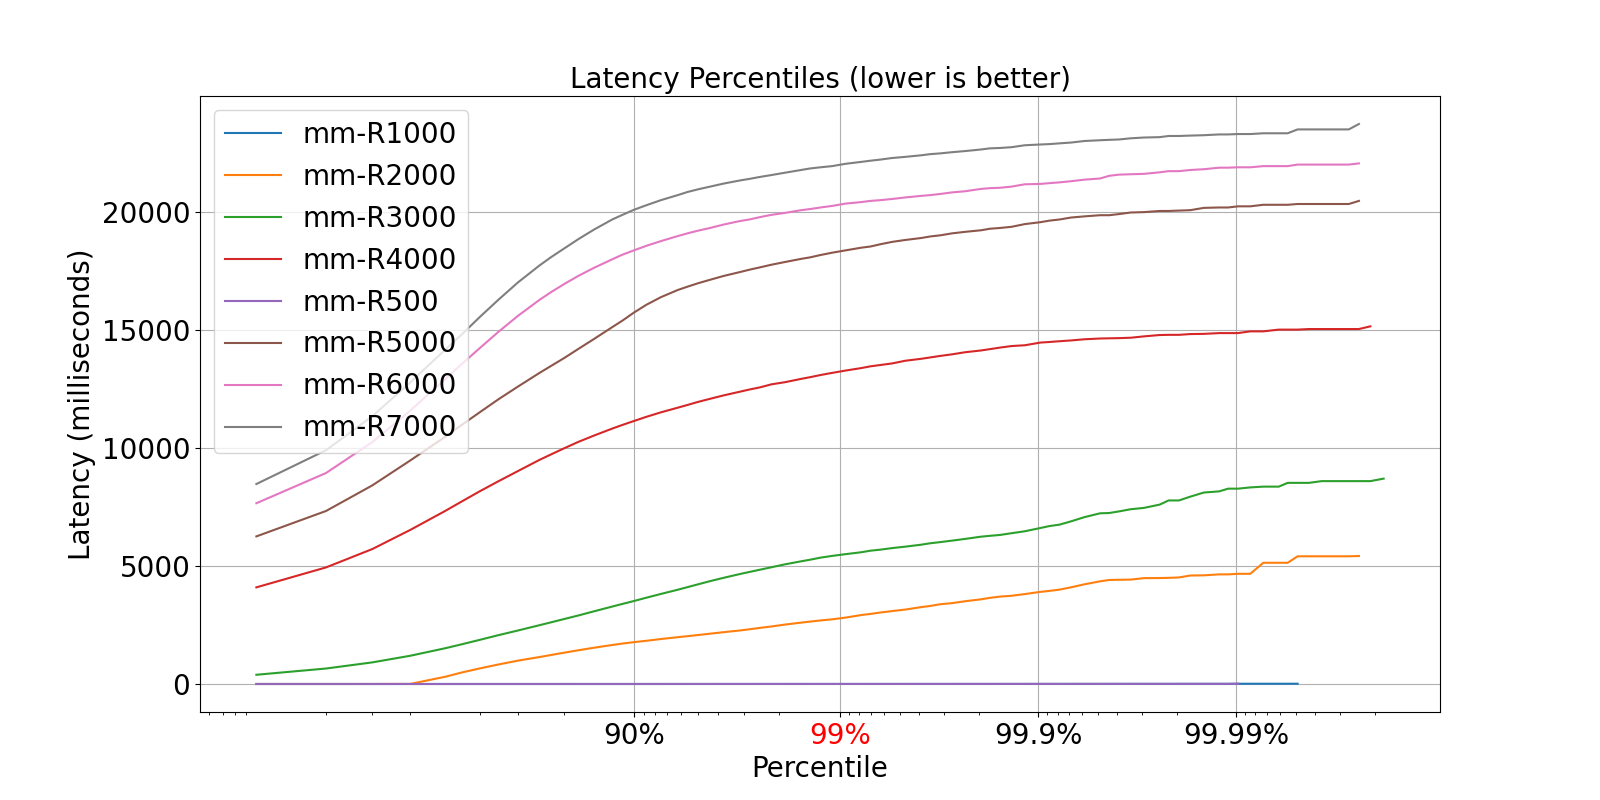 Latency Percentiles (lower is better)
mm-R1000
mm-R2000
mm-R3000
mm-R4000
mm-R500
mm-R5000
mm-R6000
mm-R7000
Latency (milliseconds)
20000
15000
10000
5000
0
90% 99% 99.9% 99.99%
Percentile